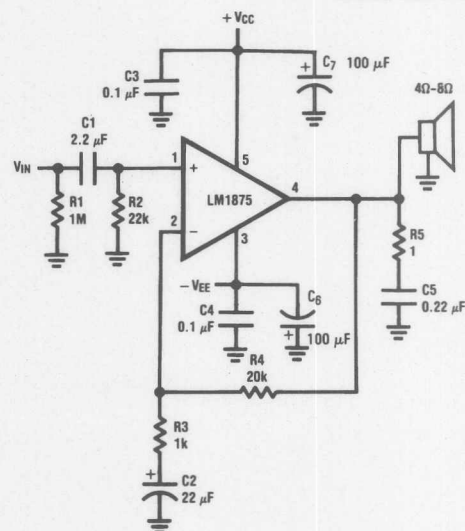 + VCC
C3
0.1 µF
+
C7 100 µF
4Ω-8Ω
C1
2.2 µF
VIN
1
+
5
LM1875
4
R1
1M
R2
22k
2
−
3
R5
1
− VEE
C4
0.1 µF
C6
+
100 µF
C5
0.22 µF
R4
20k
R3
1k
+
C2
22 µF